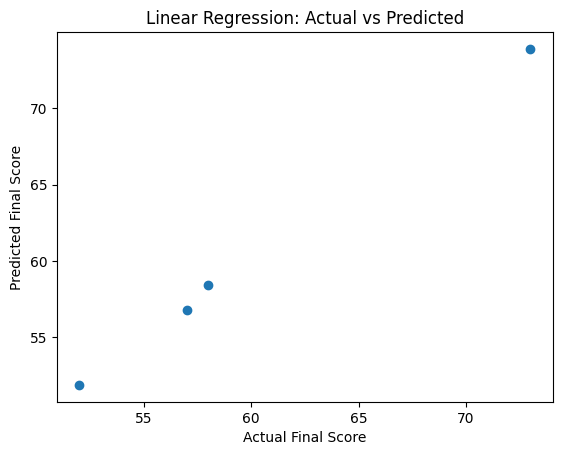 Linear Regression: Actual vs Predicted
Predicted Final Score
70
65
60
55
55 60 65 70
Actual Final Score